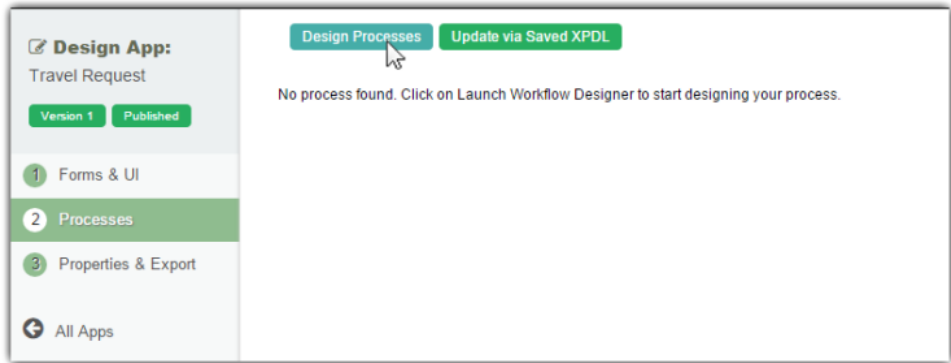 Design App:
Travel Request
Version 1 Published
1 Forms & UI
2 Processes
3 Properties & Export
All Apps
Design Processes Update via Saved XPDL
No process found. Click on Launch Workflow Designer to start designing your process.